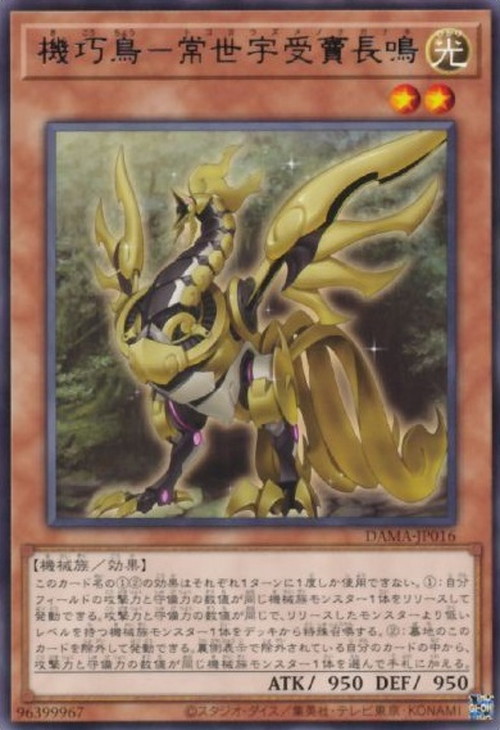 機巧鳥－常世宇受賣長鳴
光
DAMA-JP016
【機械族／効果】
このカード名の①②の効果はそれぞれ1ターンに1度しか使用できない。①：自分
フィールドの攻撃力と守備力の数値が同じ機械族モンスター1体をリリースして
発動できる。攻撃力と守備力の数値が同じで、リリースしたモンスターより低い
レベルを持つ機械族モンスター1体をデッキから特殊召喚する。②：墓地のこの
カードを除外して発動できる。裏側表示で除外されている自分のカードの中から、
攻撃力と守備力の数値が同じ機械族モンスター1体を選んで手札に加える。
ATK/ 950 DEF/ 950
96399967
©スタジオ・ダイス／集英社・テレビ東京・KONAMI